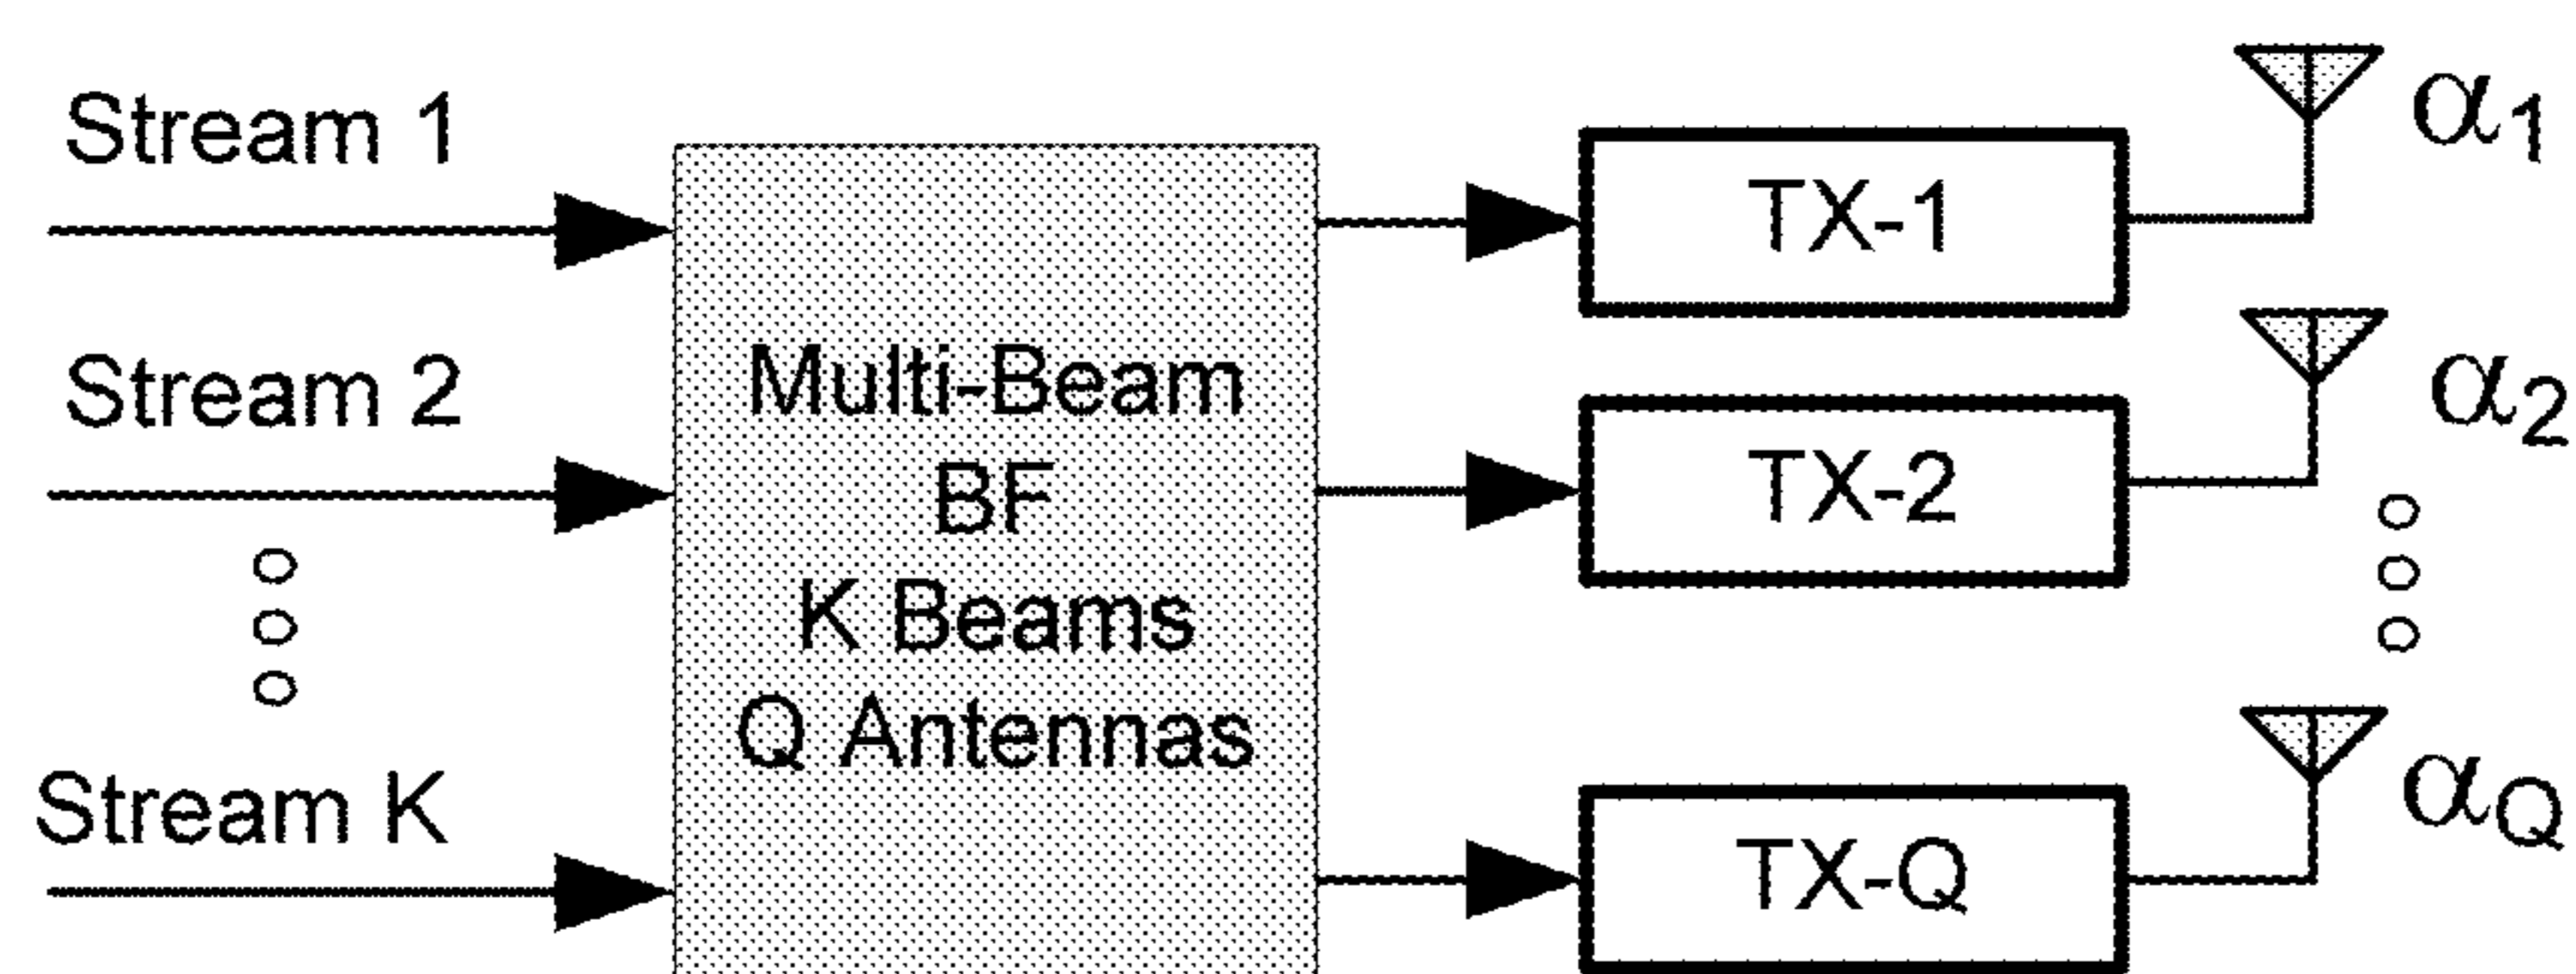 Stream 1
Stream 2
Stream K
Multi-Beam
BF
K Beams
Q Antennas
TX-1
TX-2
TX-Q
α1
α2
αQ